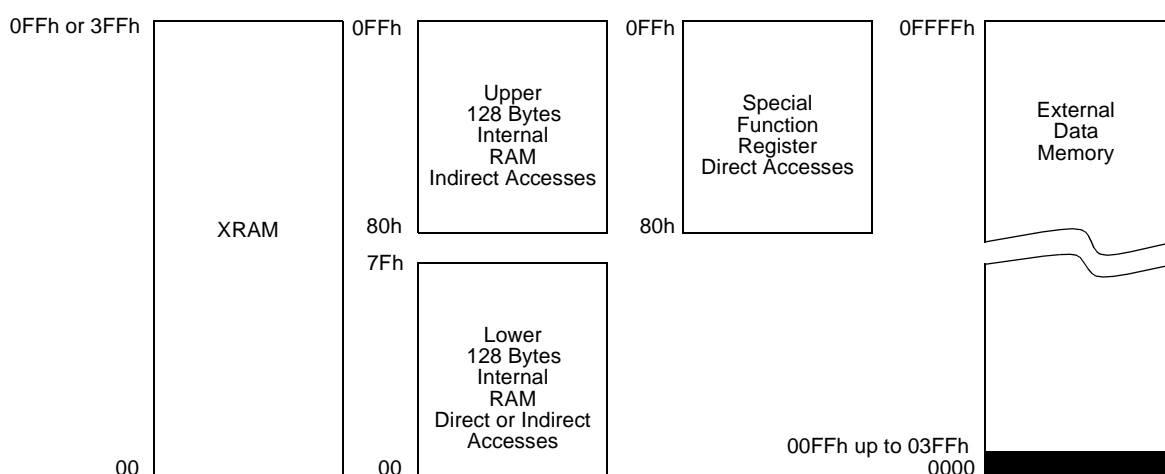 0FFh or 3FFh
XRAM
00
0FFh
Upper
128 Bytes
Internal
RAM
Indirect Accesses
80h
7Fh
Lower
128 Bytes
Internal
RAM
Direct or Indirect
Accesses
00
0FFh
Special
Function
Register
Direct Accesses
80h
0FFFFh
External
Data
Memory
00FFh up to 03FFh
0000